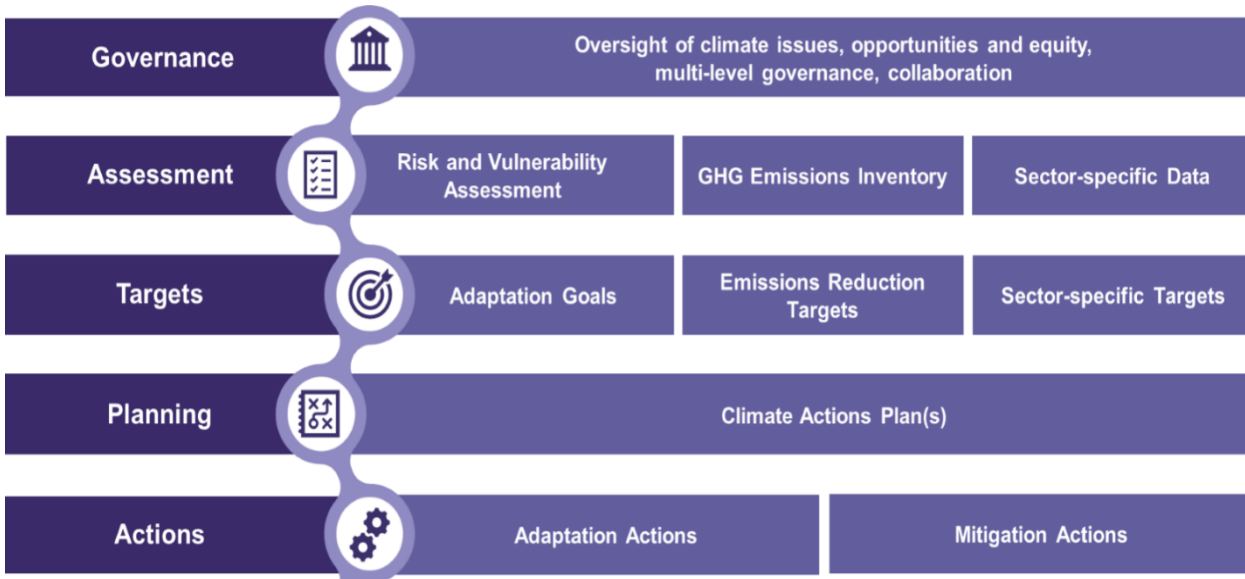 Governance
Oversight of climate issues, opportunities and equity,
multi-level governance, collaboration
Assessment
Risk and Vulnerability
Assessment
GHG Emissions Inventory
Sector-specific Data
Targets
Adaptation Goals
Emissions Reduction
Targets
Sector-specific Targets
Planning
Climate Actions Plan(s)
Actions
Adaptation Actions
Mitigation Actions